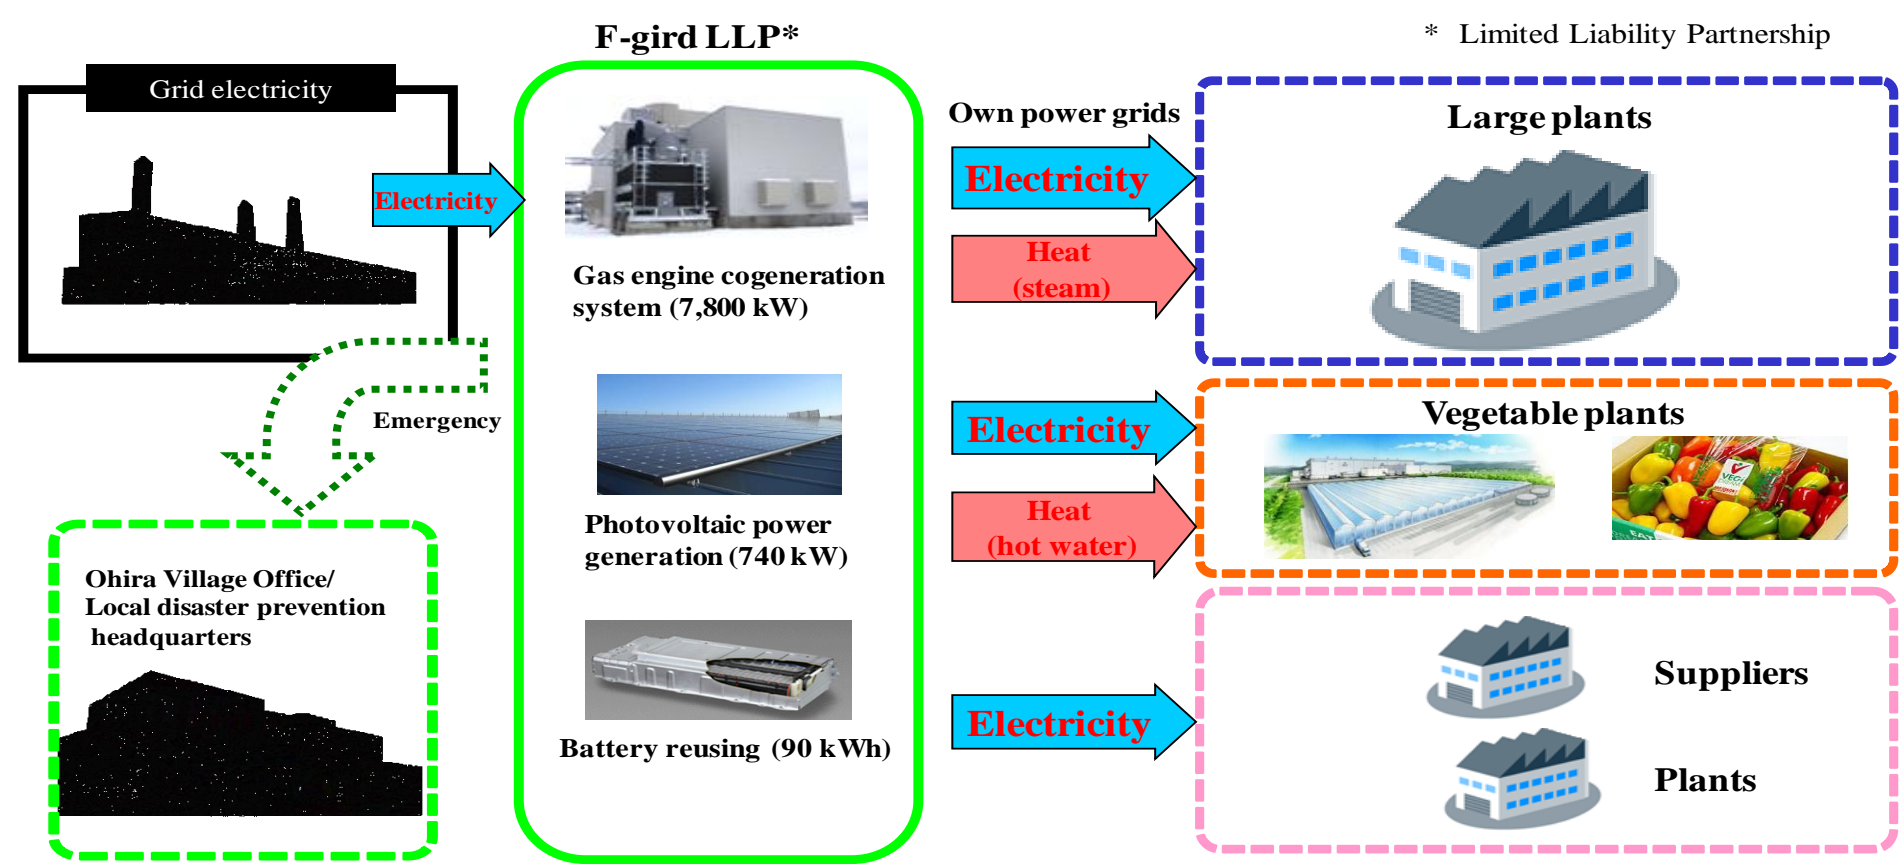 F-gird LLP*
* Limited Liability Partnership
Grid electricity
Electricity
Emergency
Ohira Village Office/
Local disaster prevention
headquarters
Gas engine cogeneration
system (7,800 kW)
Photovoltaic power
generation (740 kW)
Battery reusing (90 kWh)
Own power grids
Electricity
Heat
(steam)
Electricity
Heat
(hot water)
Electricity
Large plants
Vegetable plants
VEGi
Suppliers
Plants